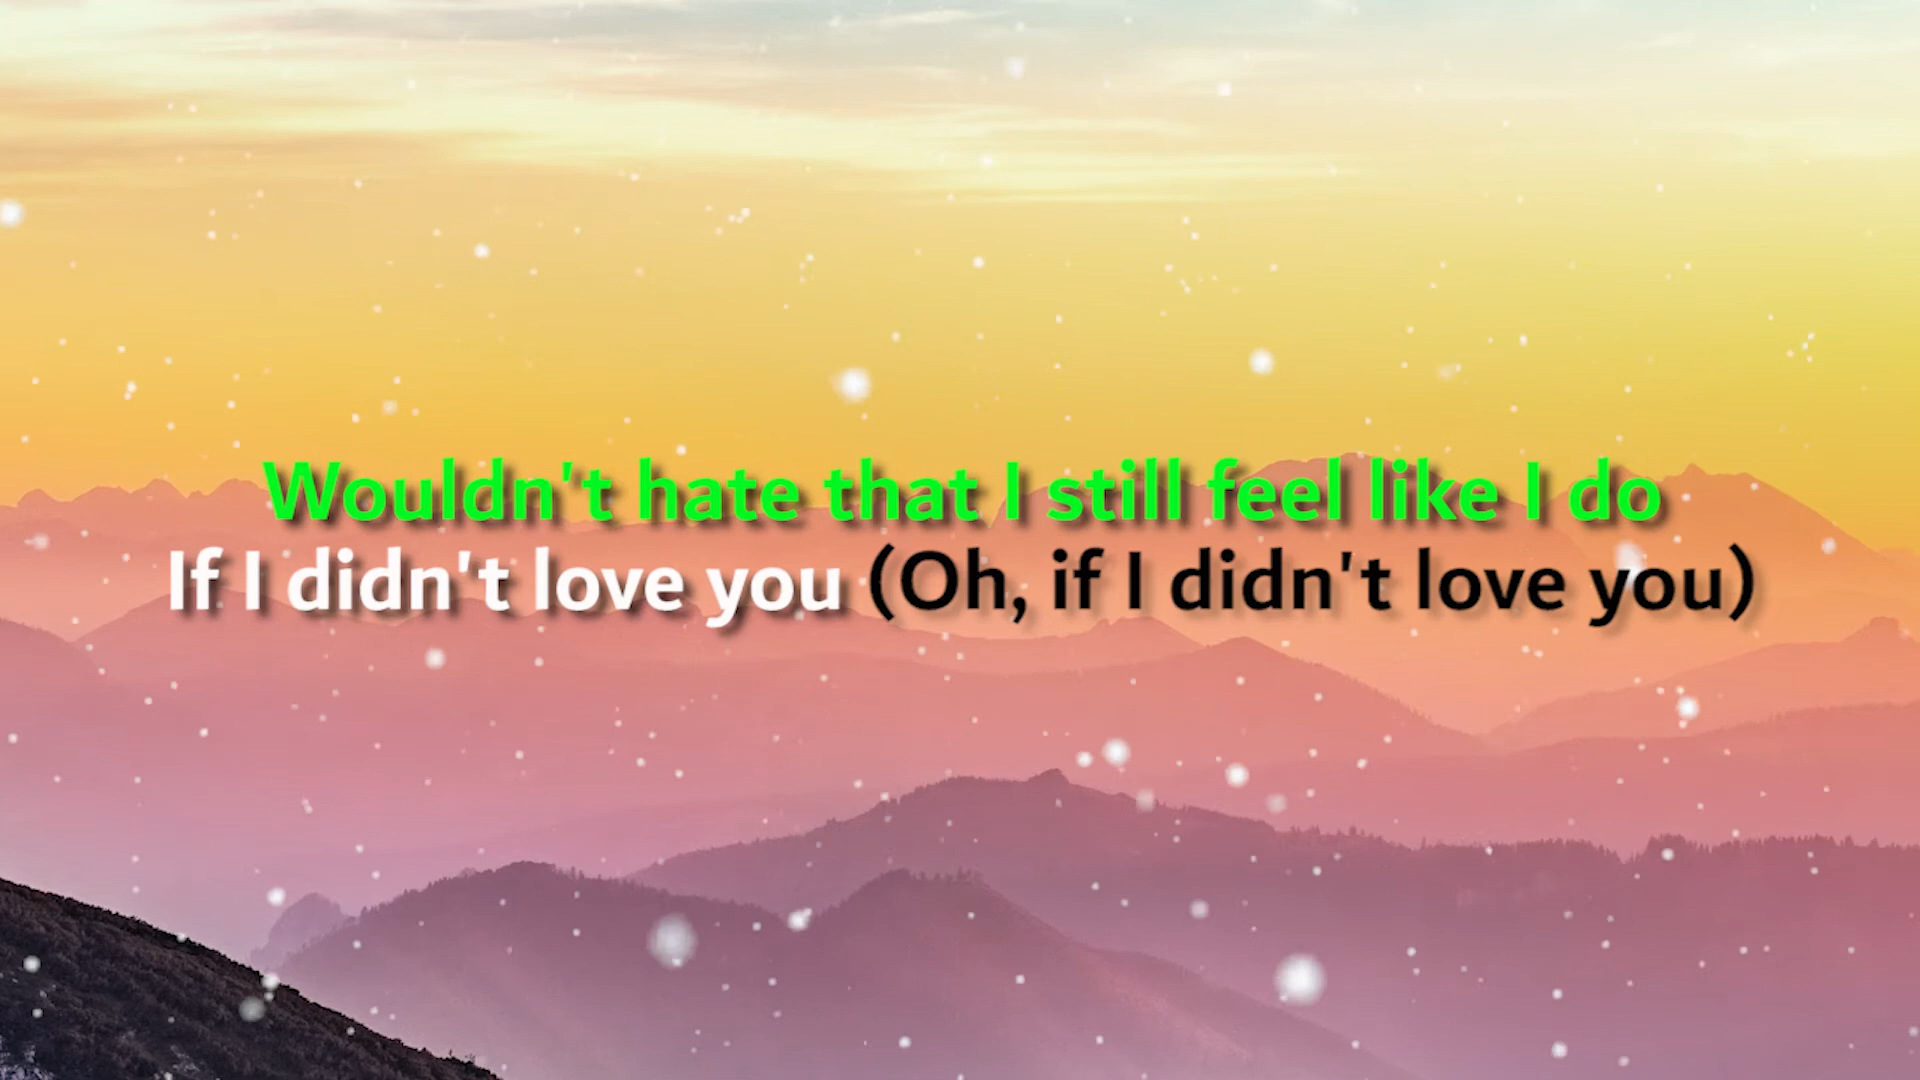 Wouldn't hate that I still feel like I do
If I didn't love you (Oh, if I didn't love you)